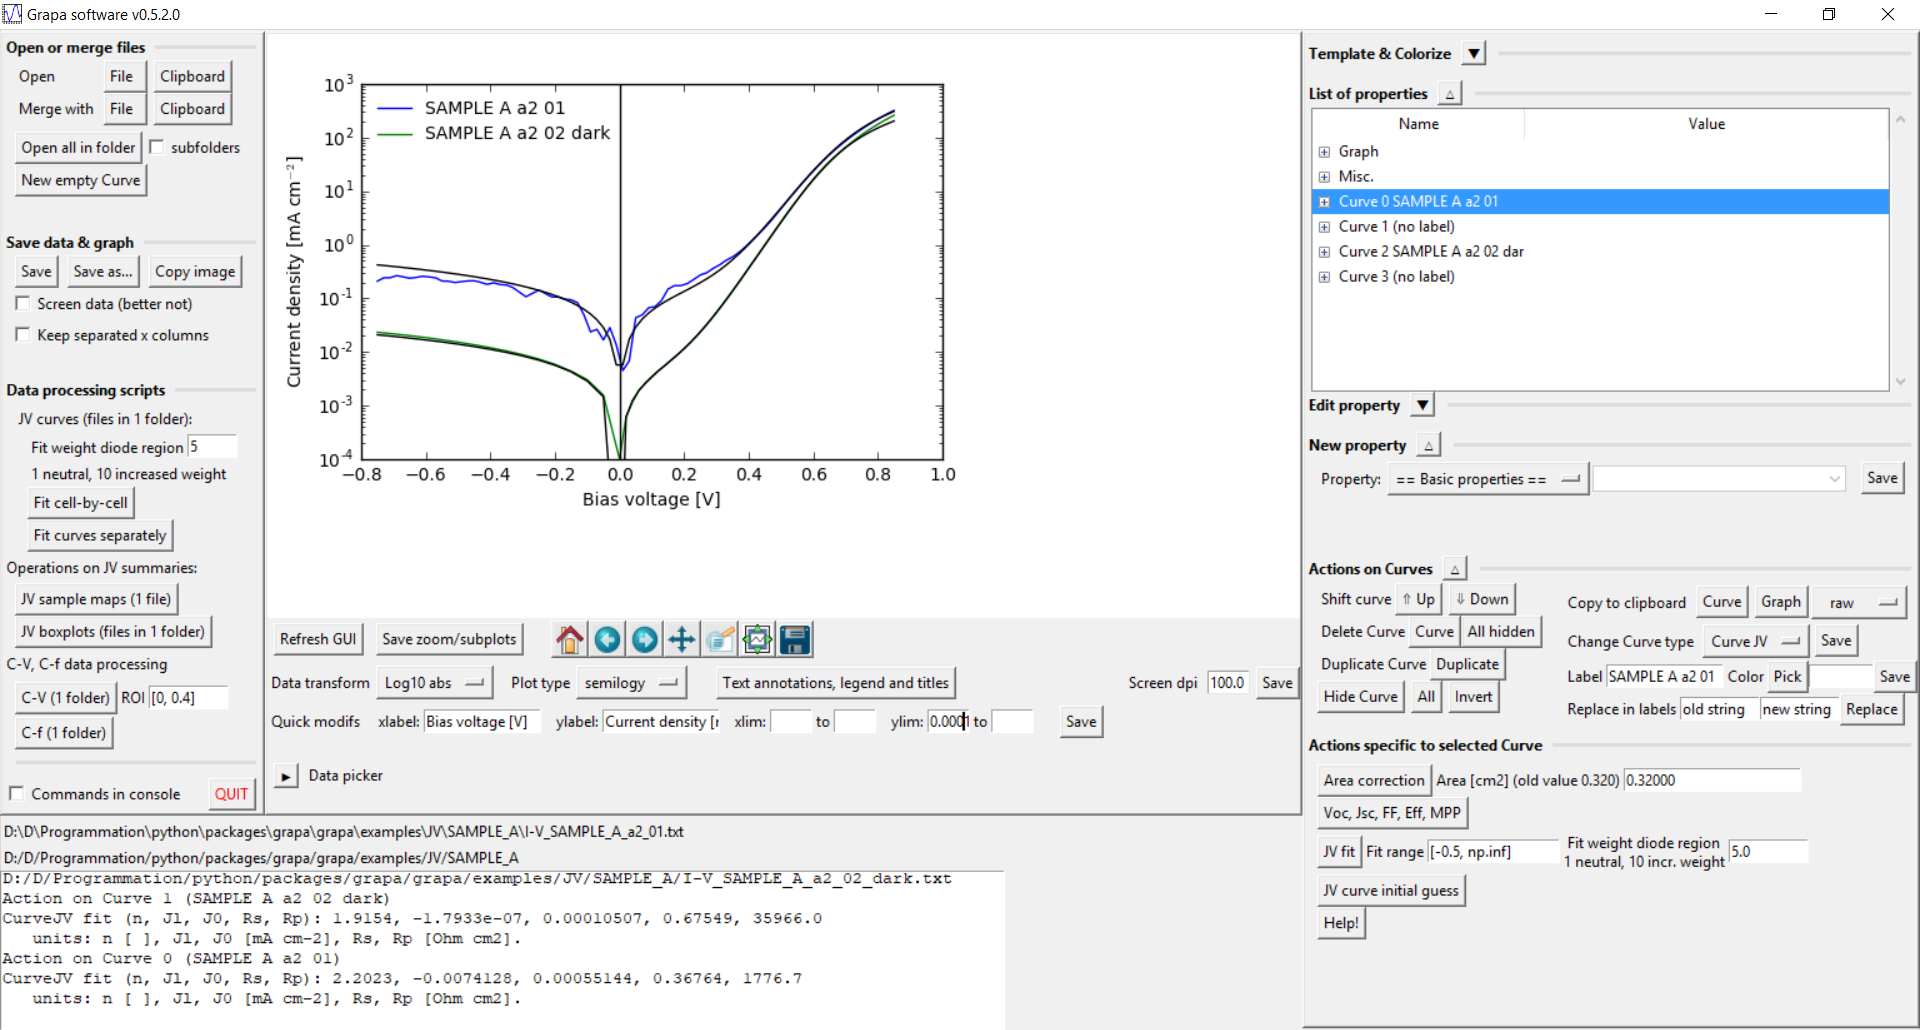 Grapa software v0.5.2.0
Open or merge files
Open File Clipboard
Merge with File Clipboard
Open all in folder subfolders
New empty Curve
Save data & graph
Save Save as... Copy image
Screen data (better not)
Keep separated x columns
Data processing scripts
JV curves (files in 1 folder):
Fit weight diode region 5
1 neutral, 10 increased weight
Fit cell-by-cell
Fit curves separately
Operations on JV summaries:
JV sample maps (1 file)
JV boxplots (files in 1 folder)
C-V, C-f data processing
C-V (1 folder) ROI [0, 0.4]
C-f (1 folder)
Commands in console QUIT
SAMPLE A a2 01
SAMPLE A a2 02 dark
Current density [mA cm⁻²]
10³
10²
10¹
10⁰
10⁻¹
10⁻²
10⁻³
10⁻⁴
−0.8 −0.6 −0.4 −0.2 0.0 0.2 0.4 0.6 0.8 1.0
Bias voltage [V]
Refresh GUI Save zoom/subplots
Data transform Log10 abs Plot type semilogy Text annotations, legend and titles Screen dpi 100.0 Save
Quick modifs xlabel: Bias voltage [V] ylabel: Current density [r xlim: to ylim: 0.0001 to Save
Data picker
Template & Colorize ▼
List of properties △
Name Value
Graph
Misc.
Curve 0 SAMPLE A a2 01
Curve 1 (no label)
Curve 2 SAMPLE A a2 02 dar
Curve 3 (no label)
Edit property ▼
New property △
Property: == Basic properties == Save
Actions on Curves △
Shift curve ⇑ Up ⇓ Down
Delete Curve Curve All hidden
Duplicate Curve Duplicate
Hide Curve All Invert
Copy to clipboard Curve Graph raw
Change Curve type Curve JV Save
Label SAMPLE A a2 01 Color Pick Save
Replace in labels old string new string Replace
Actions specific to selected Curve
Area correction Area [cm2] (old value 0.320) 0.32000
Voc, Jsc, FF, Eff, MPP
JV fit Fit range [-0.5, np.inf] Fit weight diode region 5.0
1 neutral, 10 incr. weight
JV curve initial guess
Help!
D:\D\Programmation\python\packages\grapa\grapa\examples\JV\SAMPLE_A\I-V_SAMPLE_A_a2_01.txt
D:/D/Programmation/python/packages/grapa/grapa/examples/JV/SAMPLE_A
D:/D/Programmation/python/packages/grapa/grapa/examples/JV/SAMPLE_A/I-V_SAMPLE_A_a2_02_dark.txt
Action on Curve 1 (SAMPLE A a2 02 dark)
CurveJV fit (n, Jl, J0, Rs, Rp): 1.9154, -1.7933e-07, 0.00010507, 0.67549, 35966.0
units: n [ ], Jl, J0 [mA cm-2], Rs, Rp [Ohm cm2].
Action on Curve 0 (SAMPLE A a2 01)
CurveJV fit (n, Jl, J0, Rs, Rp): 2.2023, -0.0074128, 0.00055144, 0.36764, 1776.7
units: n [ ], Jl, J0 [mA cm-2], Rs, Rp [Ohm cm2].